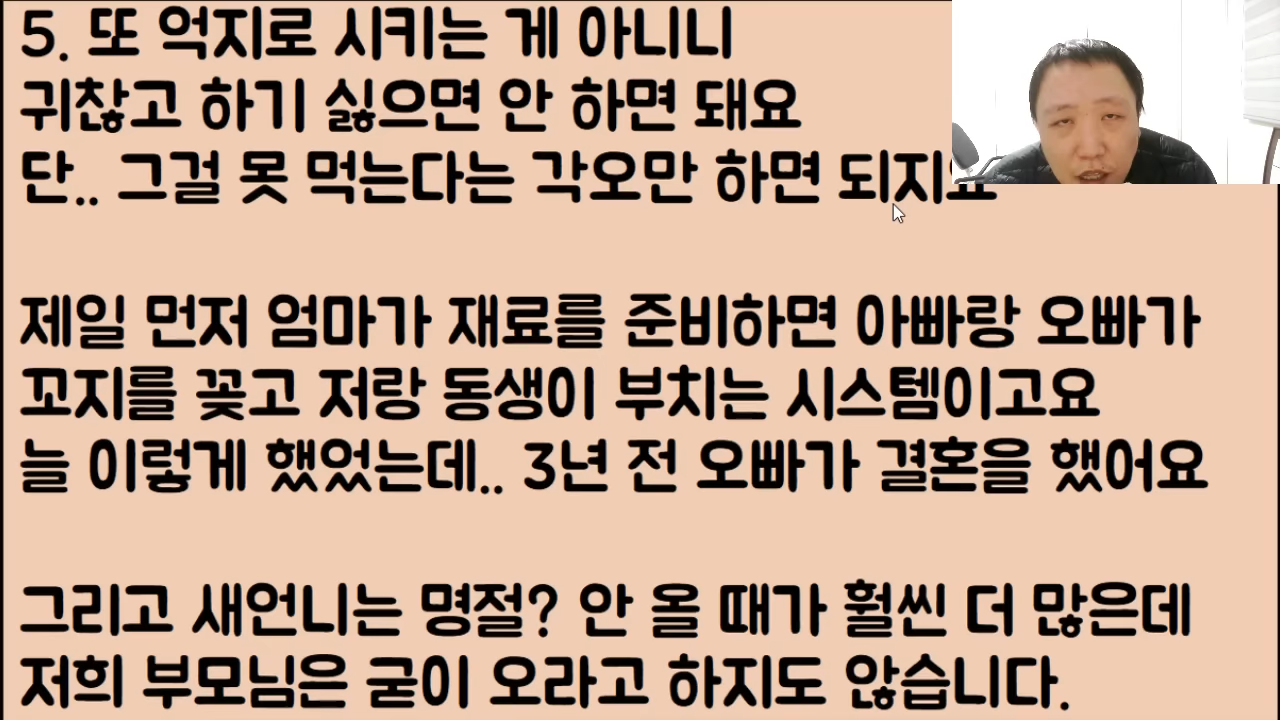 5. 또 억지로 시키는 게 아니니
귀찮고 하기 싫으면 안 하면 돼요
단.. 그걸 못 먹는다는 각오만 하면 되지요
제일 먼저 엄마가 재료를 준비하면 아빠랑 오빠가
꼬지를 꽂고 저랑 동생이 부치는 시스템이고요
늘 이렇게 했었는데.. 3년 전 오빠가 결혼을 했어요
그리고 새언니는 명절? 안 올 때가 훨씬 더 많은데
저희 부모님은 굳이 오라고 하지도 않습니다.